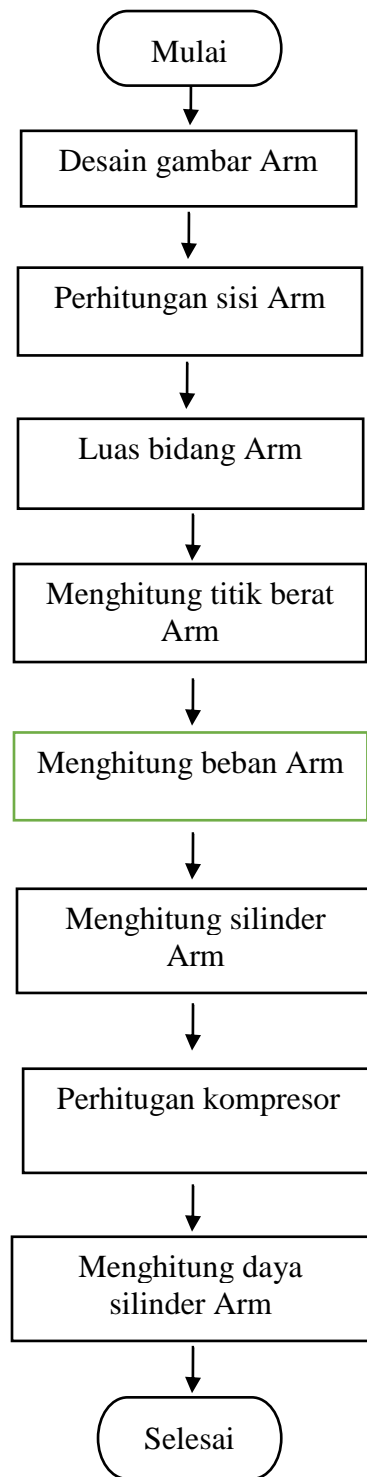 Mulai
Desain gambar Arm
Perhitungan sisi Arm
Luas bidang Arm
Menghitung titik berat
Arm
Menghitung beban Arm
Menghitung silinder
Arm
Perhitugan kompresor
Menghitung daya
silinder Arm
Selesai